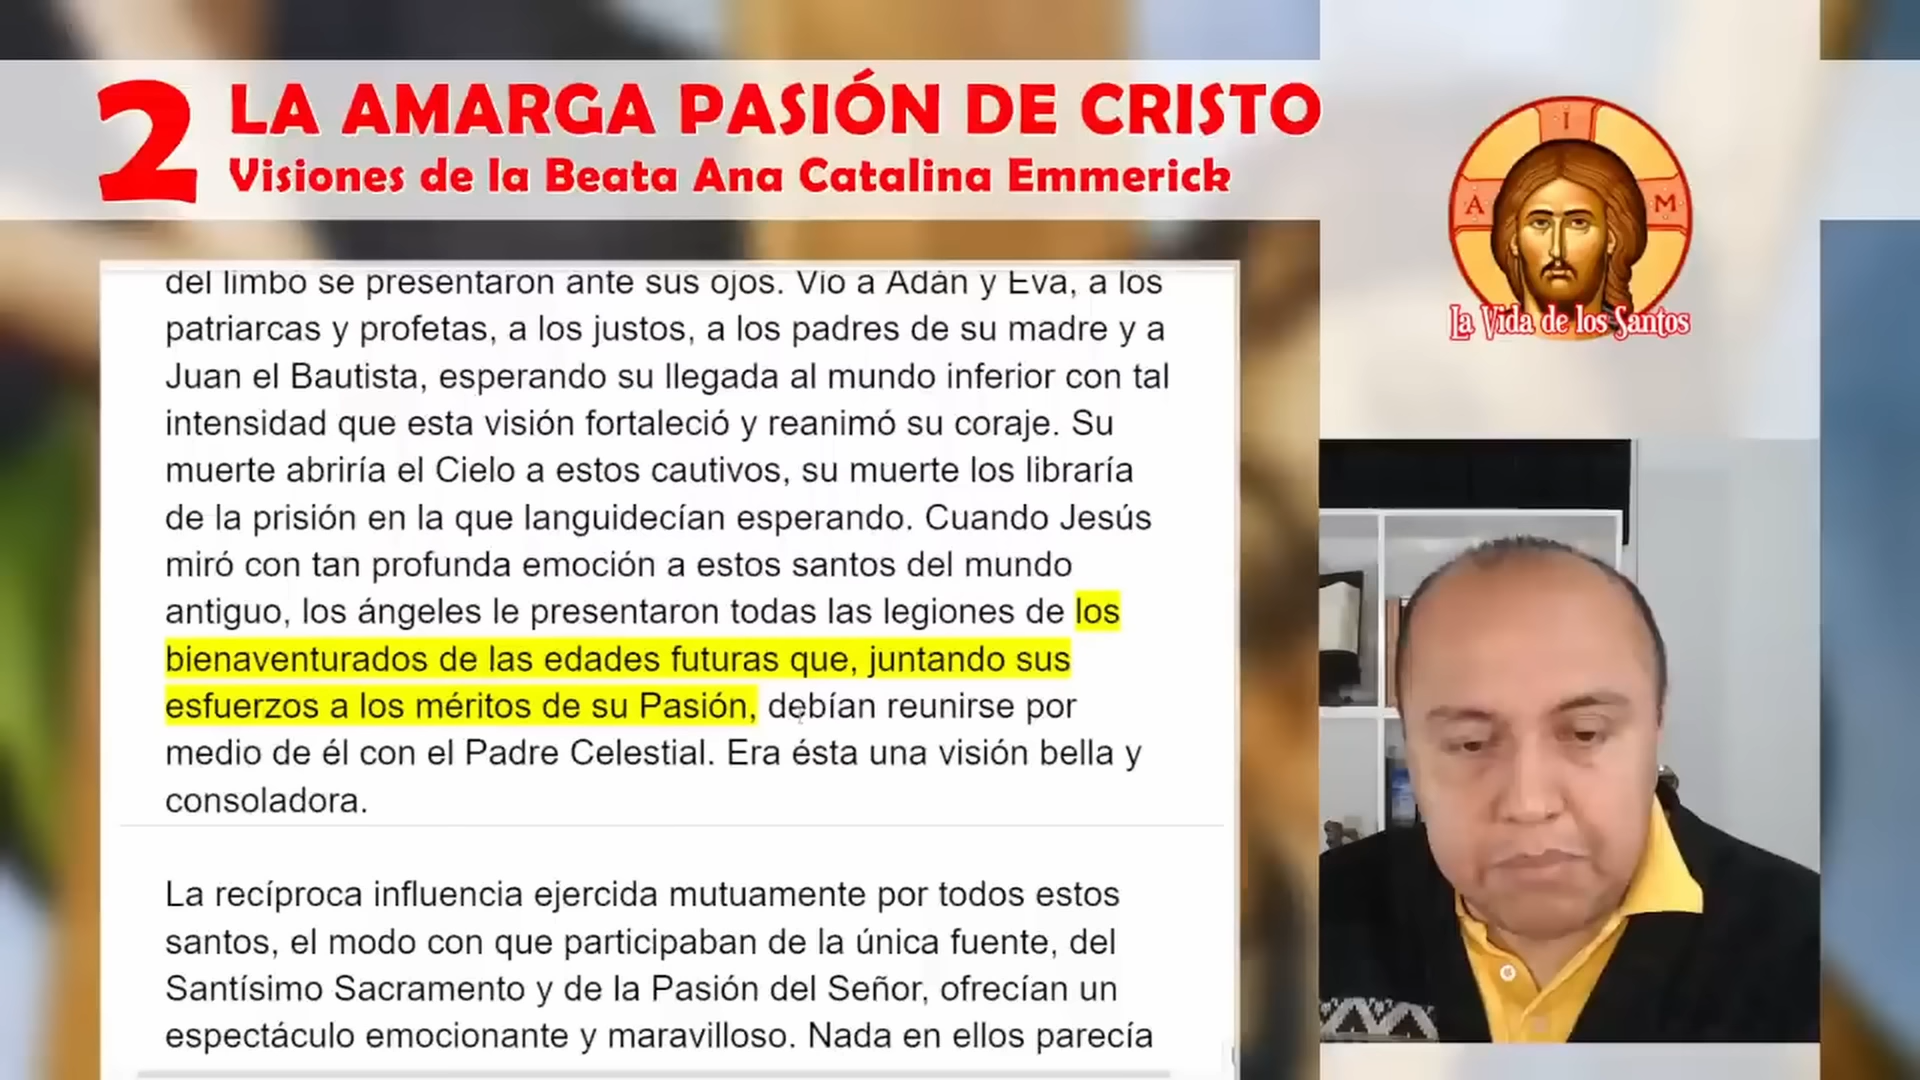 2
LA AMARGA PASIÓN DE CRISTO
Visiones de la Beata Ana Catalina Emmerick
I
A M
La Vida de los Santos
del limbo se presentaron ante sus ojos. Vio a Adán y Eva, a los
patriarcas y profetas, a los justos, a los padres de su madre y a
Juan el Bautista, esperando su llegada al mundo inferior con tal
intensidad que esta visión fortaleció y reanimó su coraje. Su
muerte abriría el Cielo a estos cautivos, su muerte los libraría
de la prisión en la que languidecían esperando. Cuando Jesús
miró con tan profunda emoción a estos santos del mundo
antiguo, los ángeles le presentaron todas las legiones de los
bienaventurados de las edades futuras que, juntando sus
esfuerzos a los méritos de su Pasión, debían reunirse por
medio de él con el Padre Celestial. Era ésta una visión bella y
consoladora.
La recíproca influencia ejercida mutuamente por todos estos
santos, el modo con que participaban de la única fuente, del
Santísimo Sacramento y de la Pasión del Señor, ofrecían un
espectáculo emocionante y maravilloso. Nada en ellos parecía